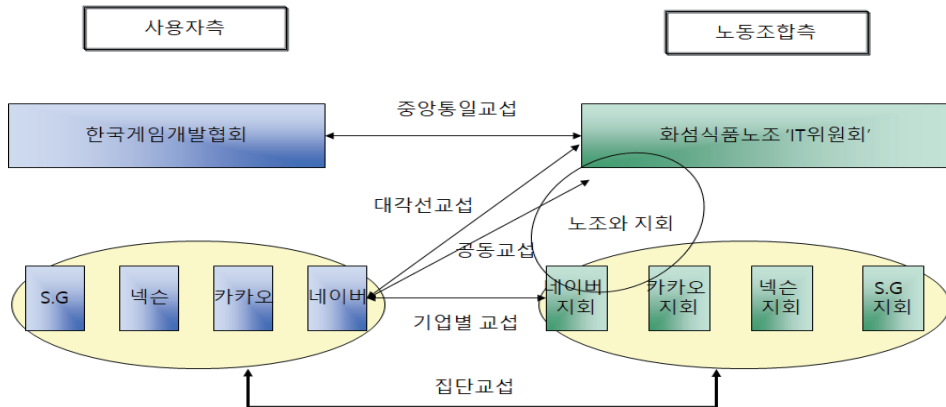 사용자측
노동조합측
중앙통일교섭
한국게임개발협회
화섬식품노조 ‘IT위원회’
대각선교섭
노조와 지회
공동교섭
S.G
넥슨
카카오
네이버
네이버
지회
카카오
지회
넥슨
지회
S.G
지회
기업별 교섭
집단교섭